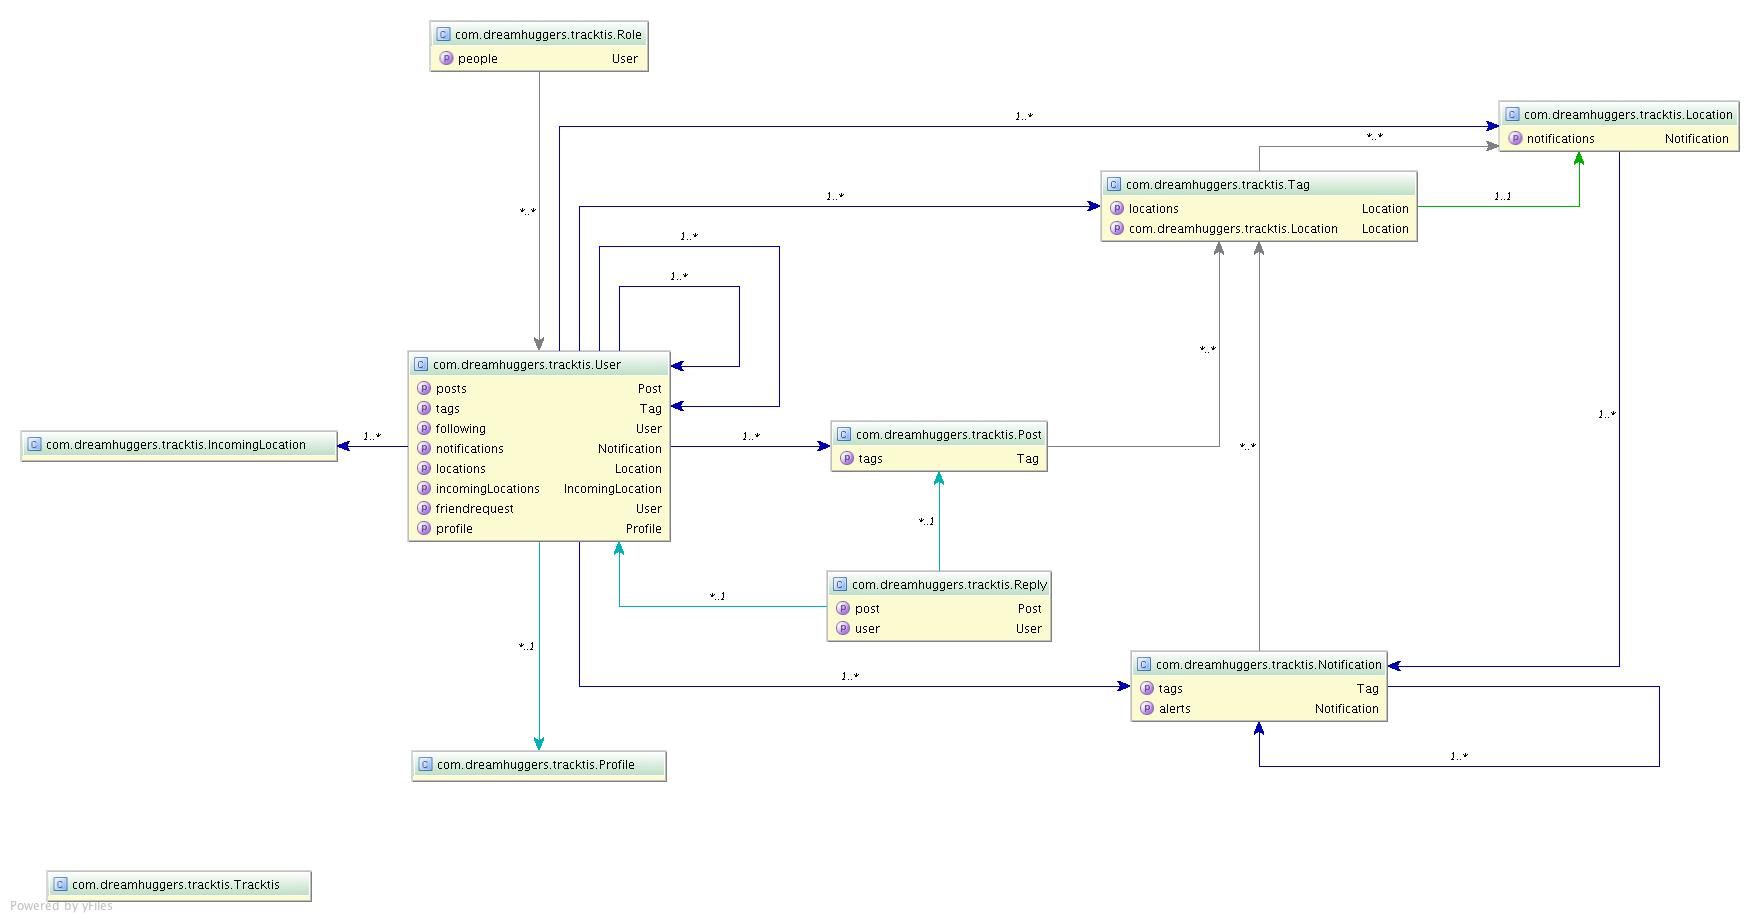 com.dreamhuggers.tracktis.Role
people User
1..*
com.dreamhuggers.tracktis.Location
notifications Notification
*..*
com.dreamhuggers.tracktis.Tag
locations Location
com.dreamhuggers.tracktis.Location Location
1..*
1..1
*..*
1..*
1..*
*..*
com.dreamhuggers.tracktis.User
posts Post
tags Tag
following User
notifications Notification
locations Location
incomingLocations IncomingLocation
friendrequest User
profile Profile
1..*
com.dreamhuggers.tracktis.IncomingLocation
1..*
1..*
com.dreamhuggers.tracktis.Post
tags Tag
*..*
*..1
com.dreamhuggers.tracktis.Reply
post Post
user User
*..1
*..1
com.dreamhuggers.tracktis.Notification
tags Tag
alerts Notification
1..*
1..*
com.dreamhuggers.tracktis.Profile
com.dreamhuggers.tracktis.Tracktis
Powered by yFiles